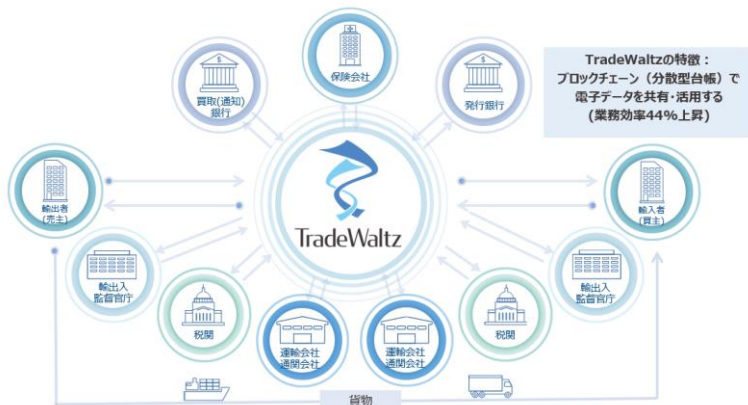 保険会社
買取(通知)
銀行
発行銀行
TradeWaltzの特徴：
ブロックチェーン（分散型台帳）で
電子データを共有・活用する
(業務効率44%上昇)
輸出者
(売主)
TradeWaltz
輸入者
(買主)
輸出入
監督官庁
輸出入
監督官庁
税関
税関
運輸会社
通関会社
運輸会社
通関会社
貨物